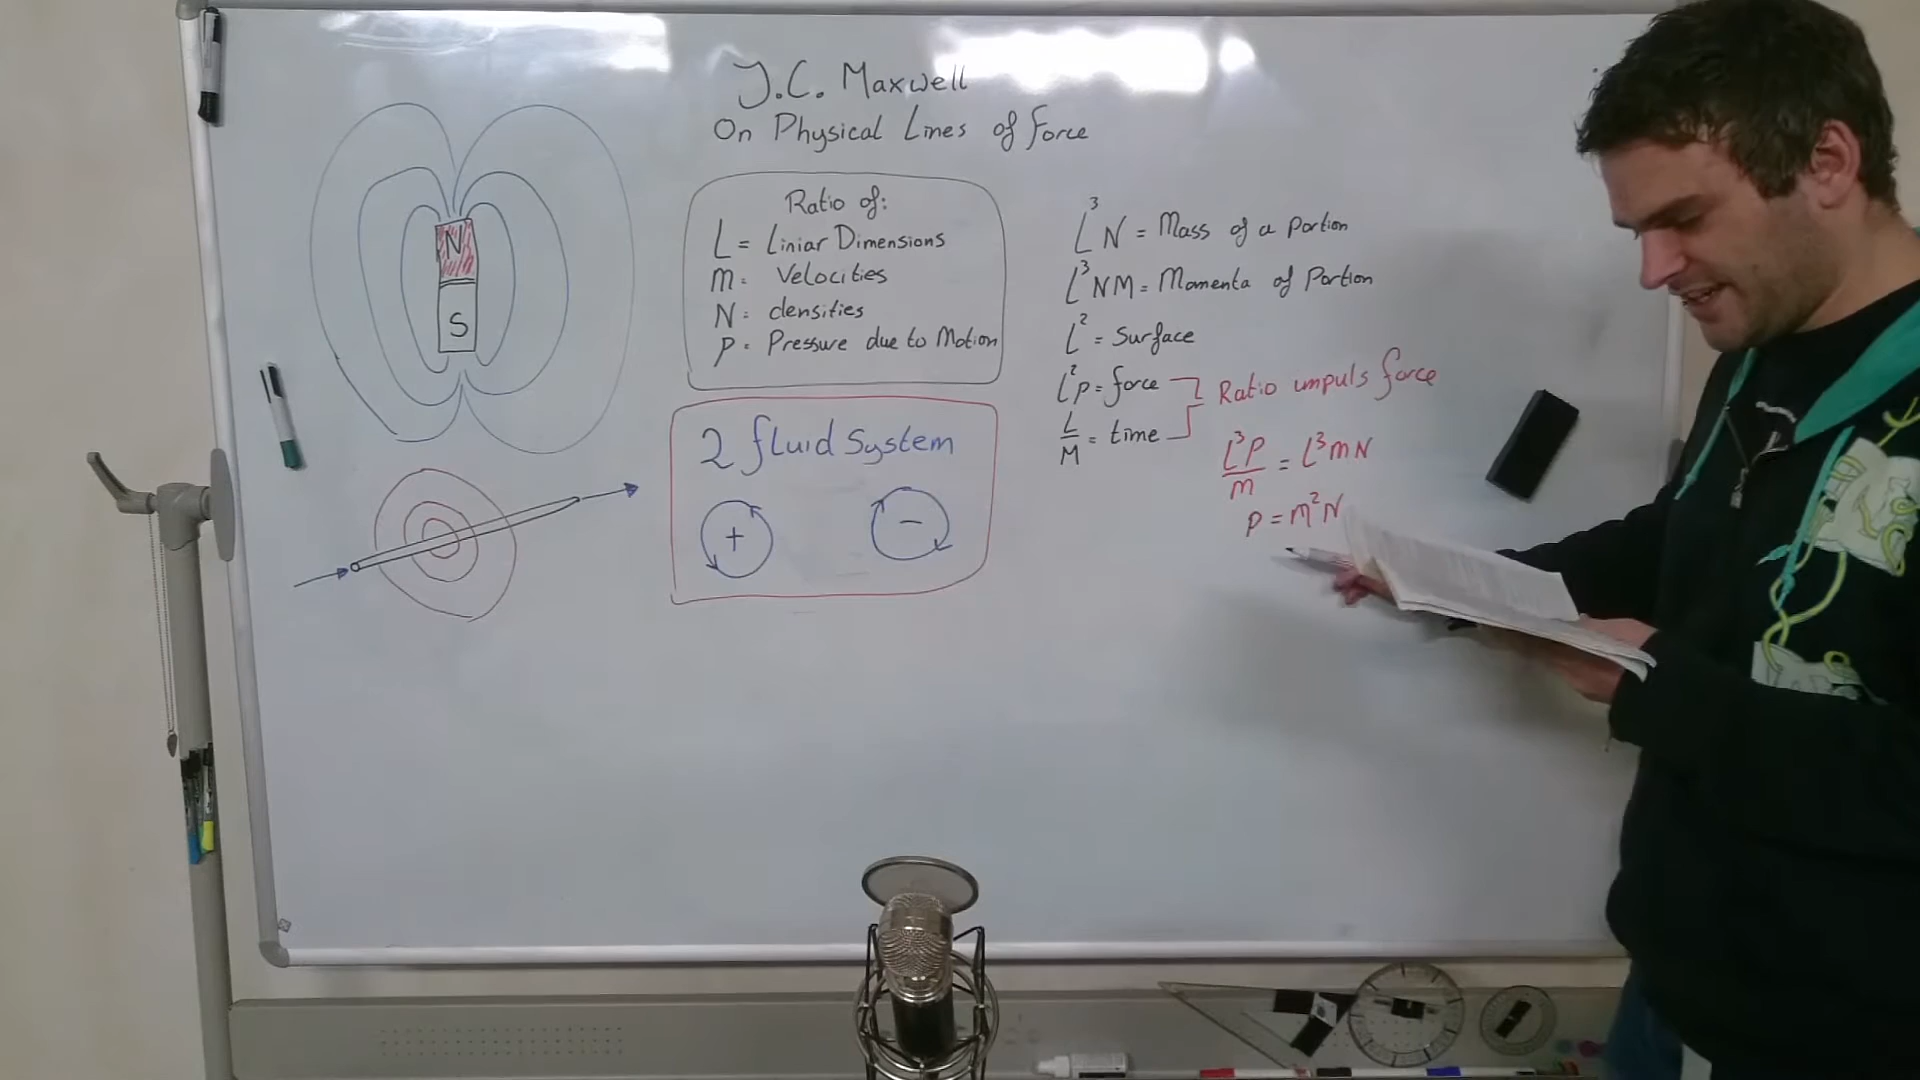 J.C. Maxwell
On Physical Lines of Force
N
S
Ratio of:
L = Liniar Dimensions
M = Velocities
N = densities
P = Pressure due to Motion
2 fluid System
+
-
L³N = Mass of a Portion
L³NM = Momenta of Portion
L² = Surface
L²P = force
L/M = time
Ratio impuls force
L³P/m = L³mN
P = m²N